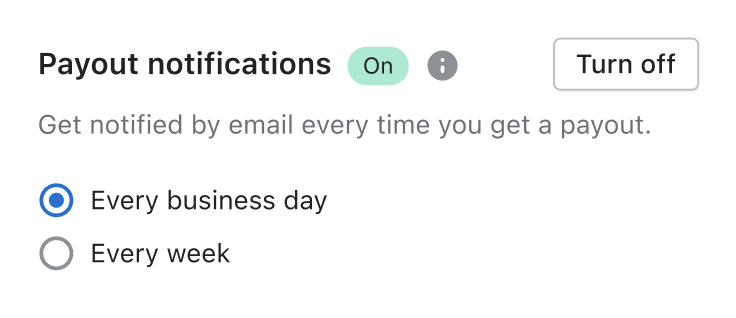 Payout notifications On Turn off
Get notified by email every time you get a payout.
Every business day
Every week